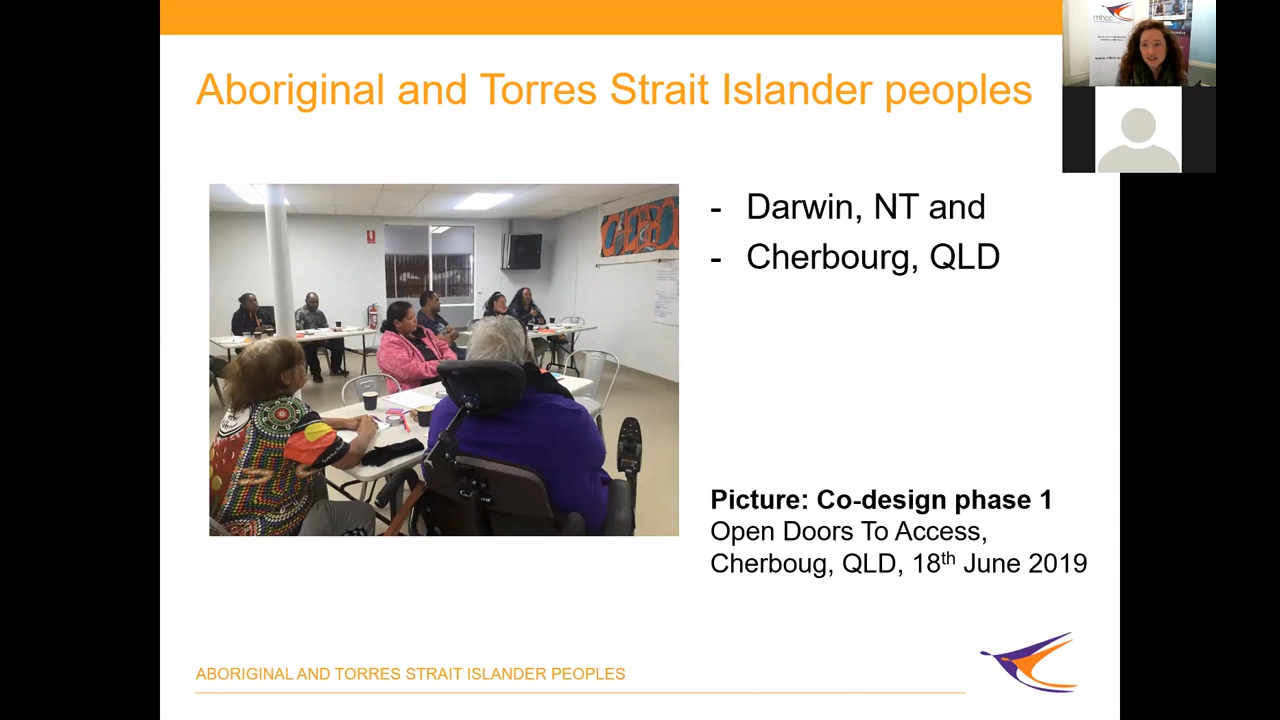 Aboriginal and Torres Strait Islander peoples
- Darwin, NT and
- Cherbourg, QLD
Picture: Co-design phase 1
Open Doors To Access,
Cherboug, QLD, 18th June 2019
ABORIGINAL AND TORRES STRAIT ISLANDER PEOPLES
mhcc